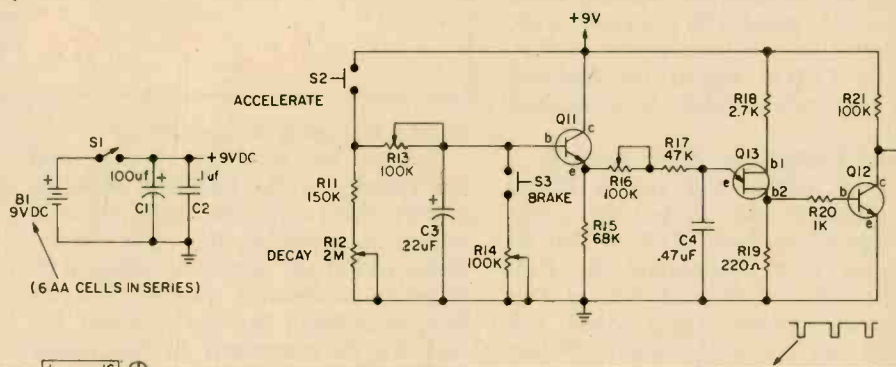 +9V
S2
ACCELERATE
S1
+9VDC
100uf
+
.1uf
C1
C2
+
B1
9VDC
(6 AA CELLS IN SERIES)
R13
100K
R11
150K
R12
2M
DECAY
+
C3
22uF
S3
BRAKE
R14
100K
Q11
b
c
e
R15
68K
R16
100K
R17
47K
C4
.47uF
R18
2.7K
Q13
b1
e
b2
R19
220Ω
R20
1K
R21
100K
Q12
b
c
e